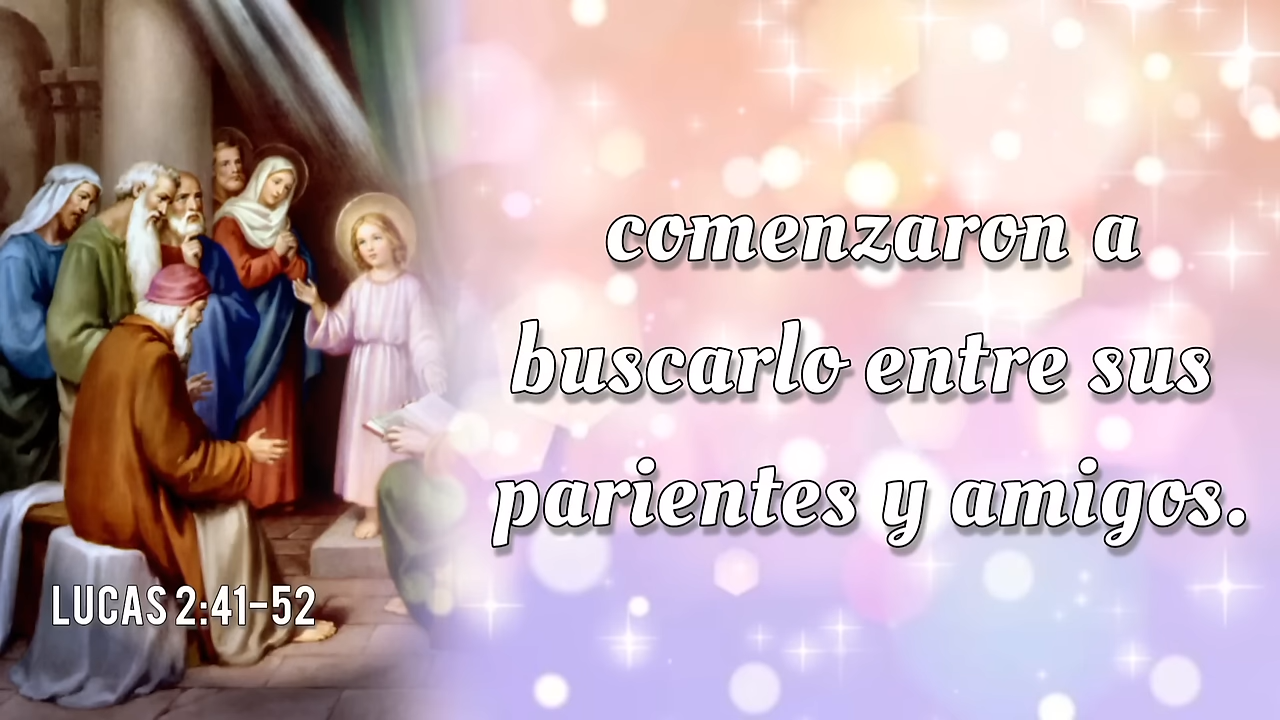 comenzaron a
buscarlo entre sus
parientes y amigos.
LUCAS 2:41-52